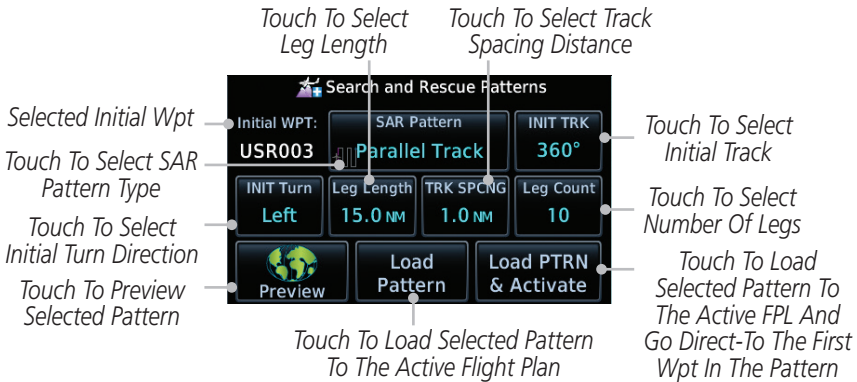 Touch To Select
Leg Length
Touch To Select Track
Spacing Distance
Search and Rescue Patterns
Selected Initial Wpt
Initial WPT:
USR003
SAR Pattern
Parallel Track
INIT TRK
360°
Touch To Select
Initial Track
Touch To Select SAR
Pattern Type
INIT Turn
Left
Leg Length
15.0 NM
TRK SPCNG
1.0 NM
Leg Count
10
Touch To Select
Number Of Legs
Touch To Select
Initial Turn Direction
Preview
Load
Pattern
Load PTRN
& Activate
Touch To Preview
Selected Pattern
Touch To Load
Selected Pattern To
The Active FPL And
Go Direct-To The First
Wpt In The Pattern
Touch To Load Selected Pattern
To The Active Flight Plan